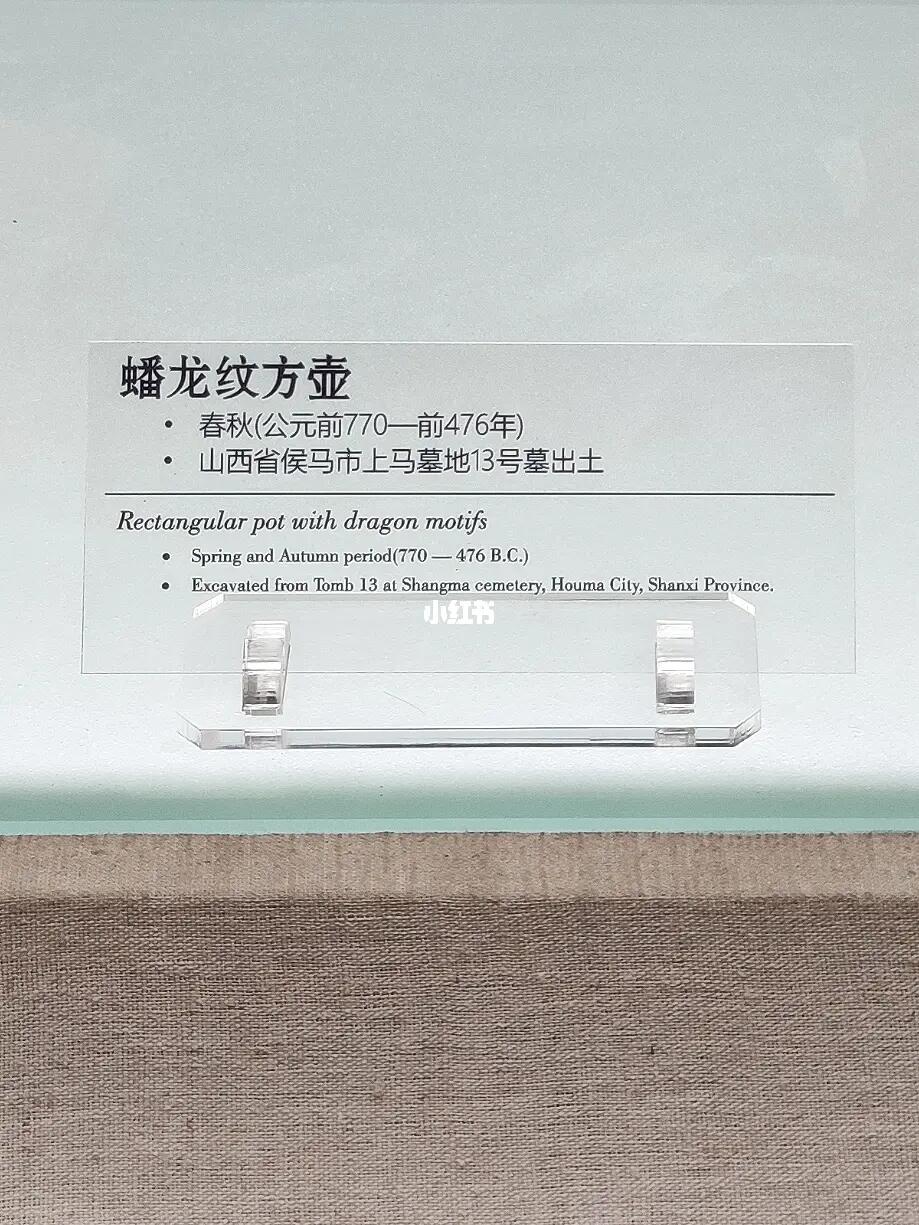 蟠龙纹方壶
• 春秋(公元前770—前476年)
• 山西省侯马市上马墓地13号墓出土
Rectangular pot with dragon motifs
• Spring and Autumn period(770 — 476 B.C.)
• Excavated from Tomb 13 at Shangma cemetery, Houma City, Shanxi Province.
小红书